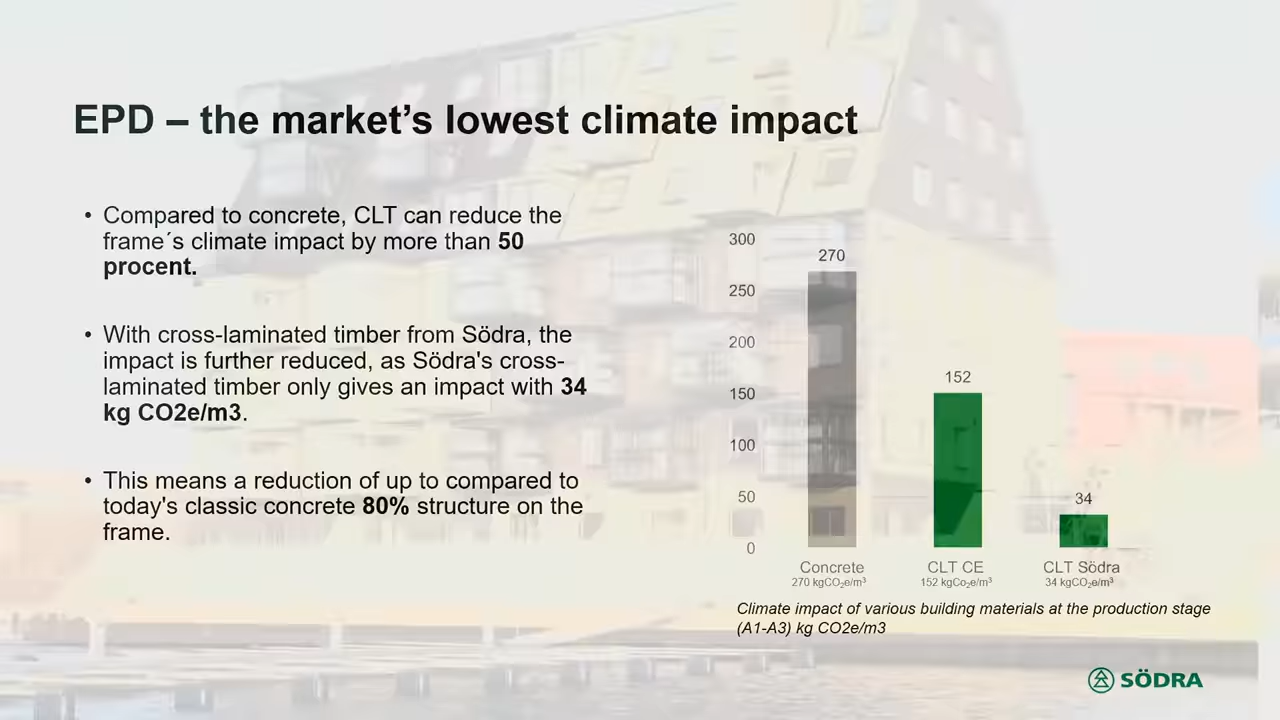 EPD – the market’s lowest climate impact
• Compared to concrete, CLT can reduce the
frame´s climate impact by more than 50
procent.
• With cross-laminated timber from Södra, the
impact is further reduced, as Södra's cross-
laminated timber only gives an impact with 34
kg CO2e/m3.
• This means a reduction of up to compared to
today's classic concrete 80% structure on the
frame.
300
250
200
150
100
50
0
270
152
34
Concrete
270 kgCO₂e/m³
CLT CE
152 kgCo₂e/m³
CLT Södra
34 kgCO₂e/m³
Climate impact of various building materials at the production stage
(A1-A3) kg CO2e/m3
SÖDRA